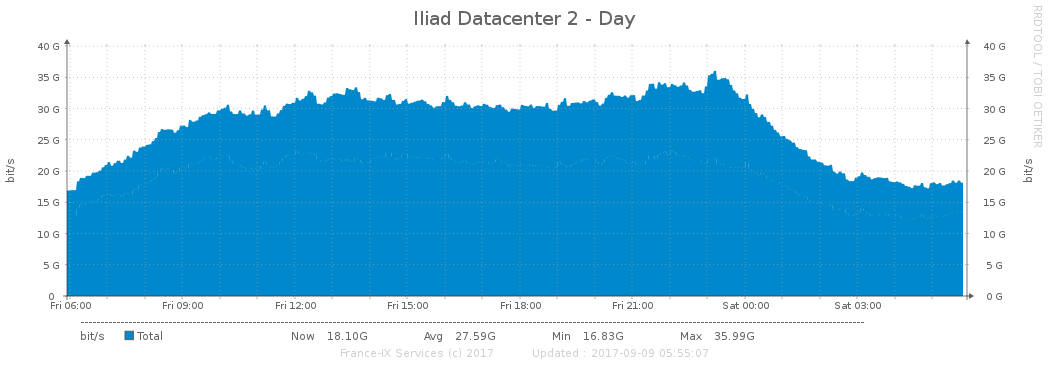 Iliad Datacenter 2 - Day
RRDTOOL / TOBI OETIKER
40 G 40 G
35 G 35 G
30 G 30 G
25 G 25 G
20 G 20 G
15 G 15 G
10 G 10 G
5 G 5 G
0 0 G
bit/s bit/s
Fri 06:00 Fri 09:00 Fri 12:00 Fri 15:00 Fri 18:00 Fri 21:00 Sat 00:00 Sat 03:00
bit/s Total Now 18.10G Avg 27.59G Min 16.83G Max 35.99G
France-IX Services (c) 2017 Updated : 2017-09-09 05:55:07